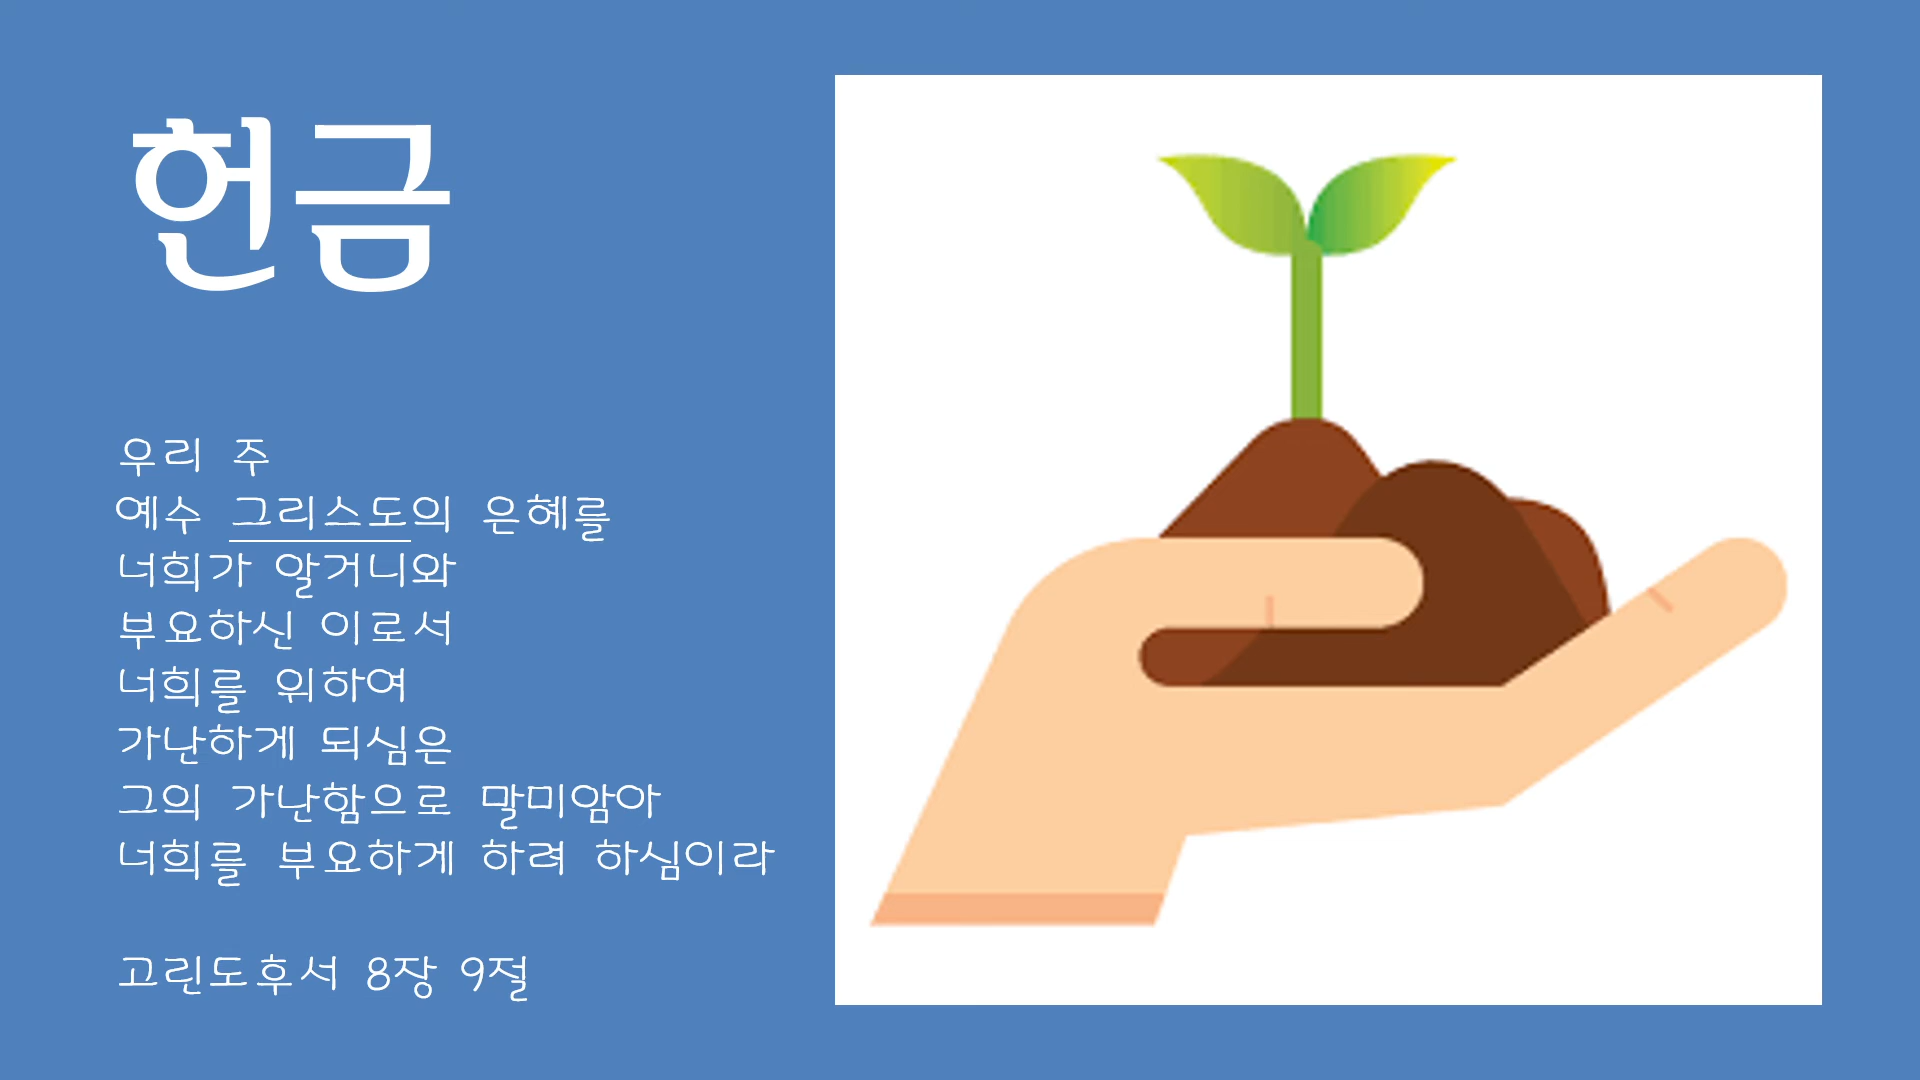 헌금
우리 주
예수 그리스도의 은혜를
너희가 알거니와
부요하신 이로서
너희를 위하여
가난하게 되심은
그의 가난함으로 말미암아
너희를 부요하게 하려 하심이라
고린도후서 8장 9절